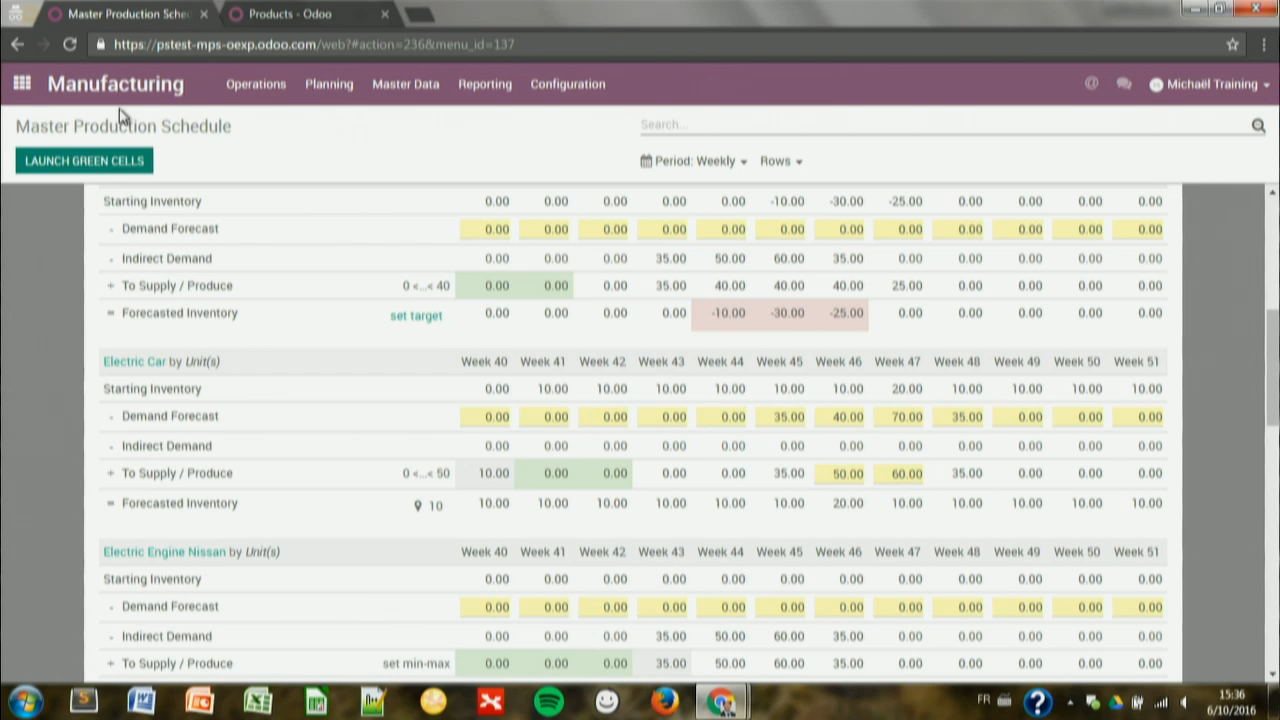 Master Production Sche
Products - Odoo
https://pstest-mps-oexp.odoo.com/web?#action=236&menu_id=137
Manufacturing Operations Planning Master Data Reporting Configuration @ Michaël Training
Master Production Schedule Search...
LAUNCH GREEN CELLS Period: Weekly Rows
Starting Inventory 0.00 0.00 0.00 0.00 0.00 -10.00 -30.00 -25.00 0.00 0.00 0.00 0.00
- Demand Forecast 0.00 0.00 0.00 0.00 0.00 0.00 0.00 0.00 0.00 0.00 0.00 0.00
- Indirect Demand 0.00 0.00 0.00 35.00 50.00 60.00 35.00 0.00 0.00 0.00 0.00 0.00
+ To Supply / Produce 0 <...< 40 0.00 0.00 0.00 35.00 40.00 40.00 40.00 25.00 0.00 0.00 0.00 0.00
= Forecasted Inventory set target 0.00 0.00 0.00 0.00 -10.00 -30.00 -25.00 0.00 0.00 0.00 0.00 0.00
Electric Car by Unit(s) Week 40 Week 41 Week 42 Week 43 Week 44 Week 45 Week 46 Week 47 Week 48 Week 49 Week 50 Week 51
Starting Inventory 0.00 10.00 10.00 10.00 10.00 10.00 10.00 20.00 10.00 10.00 10.00 10.00
- Demand Forecast 0.00 0.00 0.00 0.00 0.00 35.00 40.00 70.00 35.00 0.00 0.00 0.00
- Indirect Demand 0.00 0.00 0.00 0.00 0.00 0.00 0.00 0.00 0.00 0.00 0.00 0.00
+ To Supply / Produce 0 <...< 50 10.00 0.00 0.00 0.00 0.00 35.00 50.00 60.00 35.00 0.00 0.00 0.00
= Forecasted Inventory 10 10.00 10.00 10.00 10.00 10.00 10.00 20.00 10.00 10.00 10.00 10.00 10.00
Electric Engine Nissan by Unit(s) Week 40 Week 41 Week 42 Week 43 Week 44 Week 45 Week 46 Week 47 Week 48 Week 49 Week 50 Week 51
Starting Inventory 0.00 0.00 0.00 0.00 0.00 0.00 0.00 0.00 0.00 0.00 0.00 0.00
- Demand Forecast 0.00 0.00 0.00 0.00 0.00 0.00 0.00 0.00 0.00 0.00 0.00 0.00
- Indirect Demand 0.00 0.00 0.00 35.00 50.00 60.00 35.00 0.00 0.00 0.00 0.00 0.00
+ To Supply / Produce set min-max 0.00 0.00 0.00 35.00 50.00 60.00 35.00 0.00 0.00 0.00 0.00 0.00
FR 15:36
6/10/2016